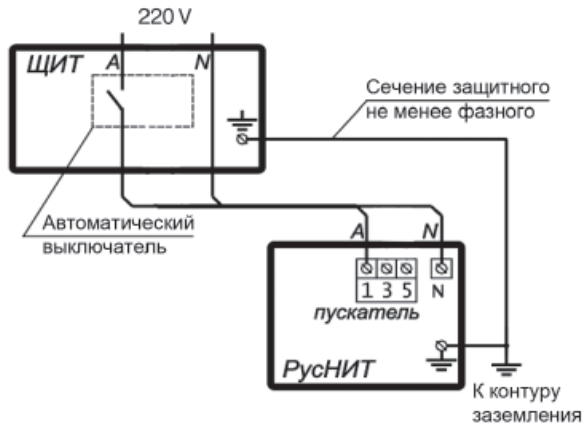 220 V
ЩИТ A N
Сечение защитного
не менее фазного
Автоматический
выключатель
A N
1 3 5 N
пускатель
РусНИТ
К контуру
заземления